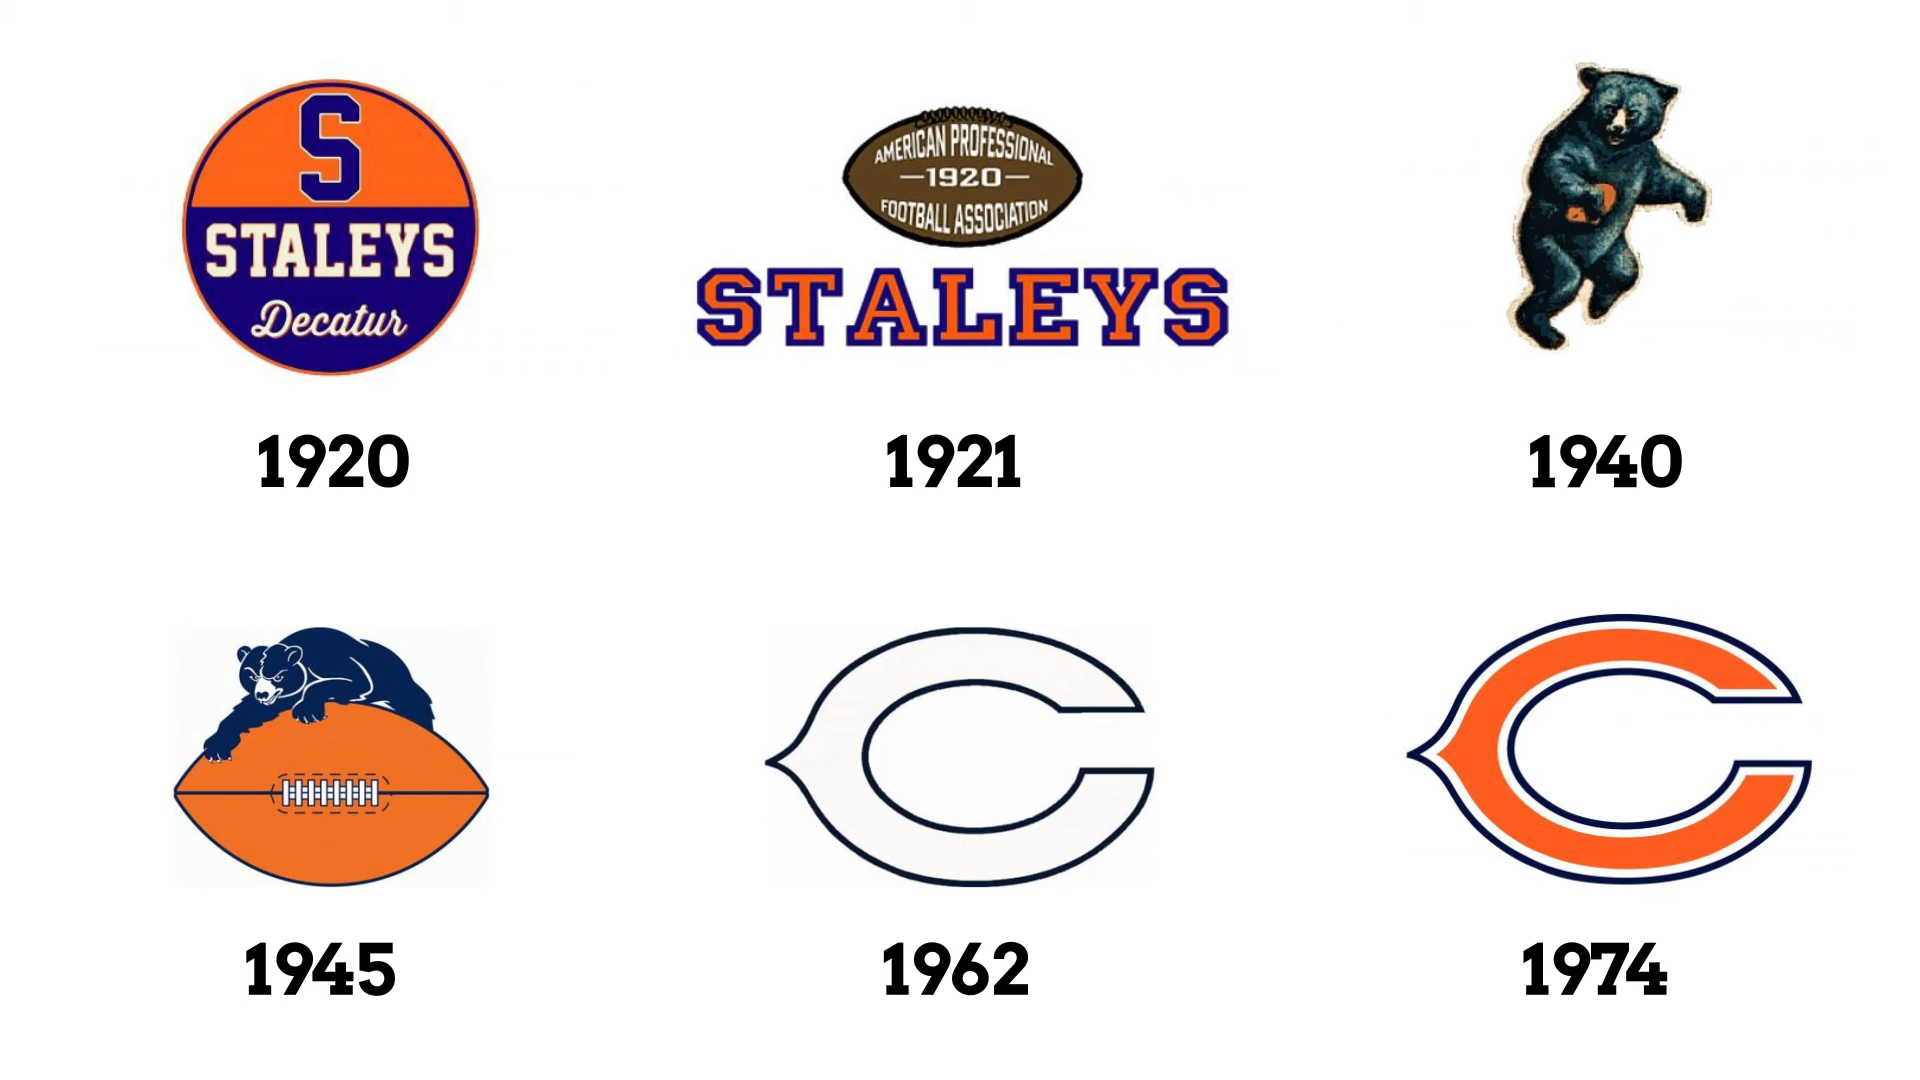 S
STALEYS
Decatur
AMERICAN PROFESSIONAL
—1920—
FOOTBALL ASSOCIATION
STALEYS
1920
1921
1940
C
C
1945
1962
1974